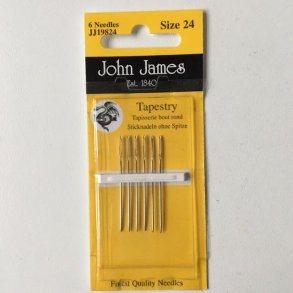 6 Needles
JJ19824
Size 24
John James
Est. 1840
Tapestry
Tapisserie bout rond
Sticknadeln ohne Spitze
Finest Quality Needles